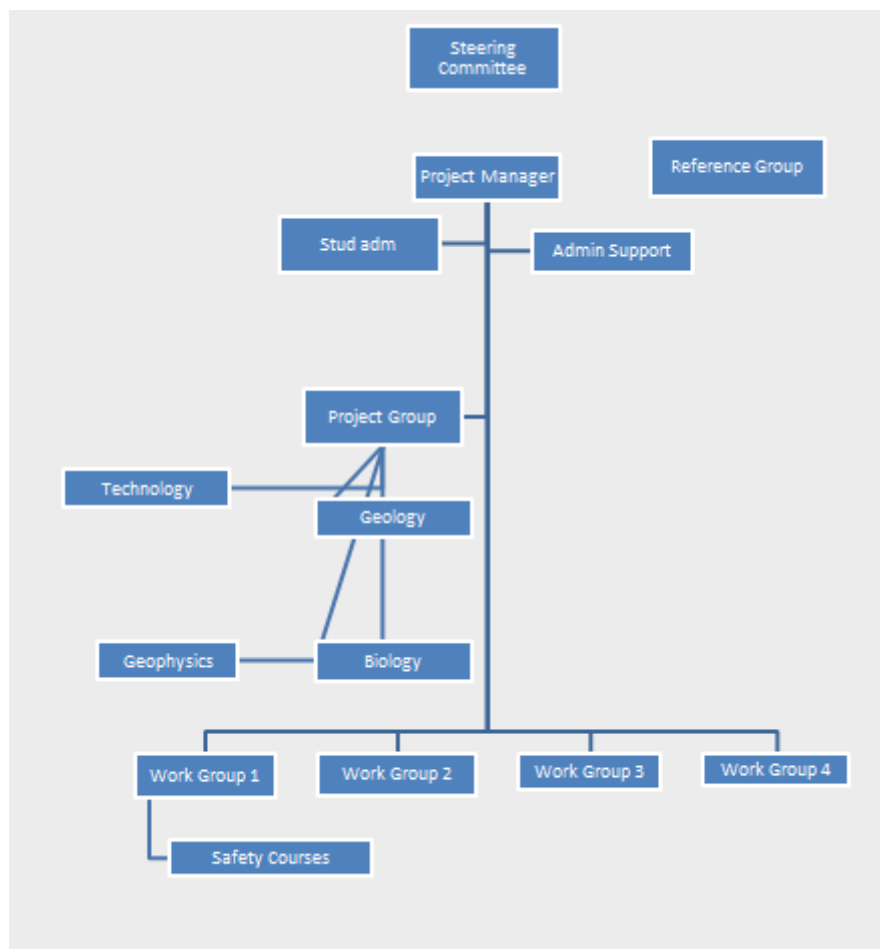 Steering
Committee
Reference Group
Project Manager
Stud adm
Admin Support
Project Group
Technology
Geology
Geophysics
Biology
Work Group 1
Work Group 2
Work Group 3
Work Group 4
Safety Courses